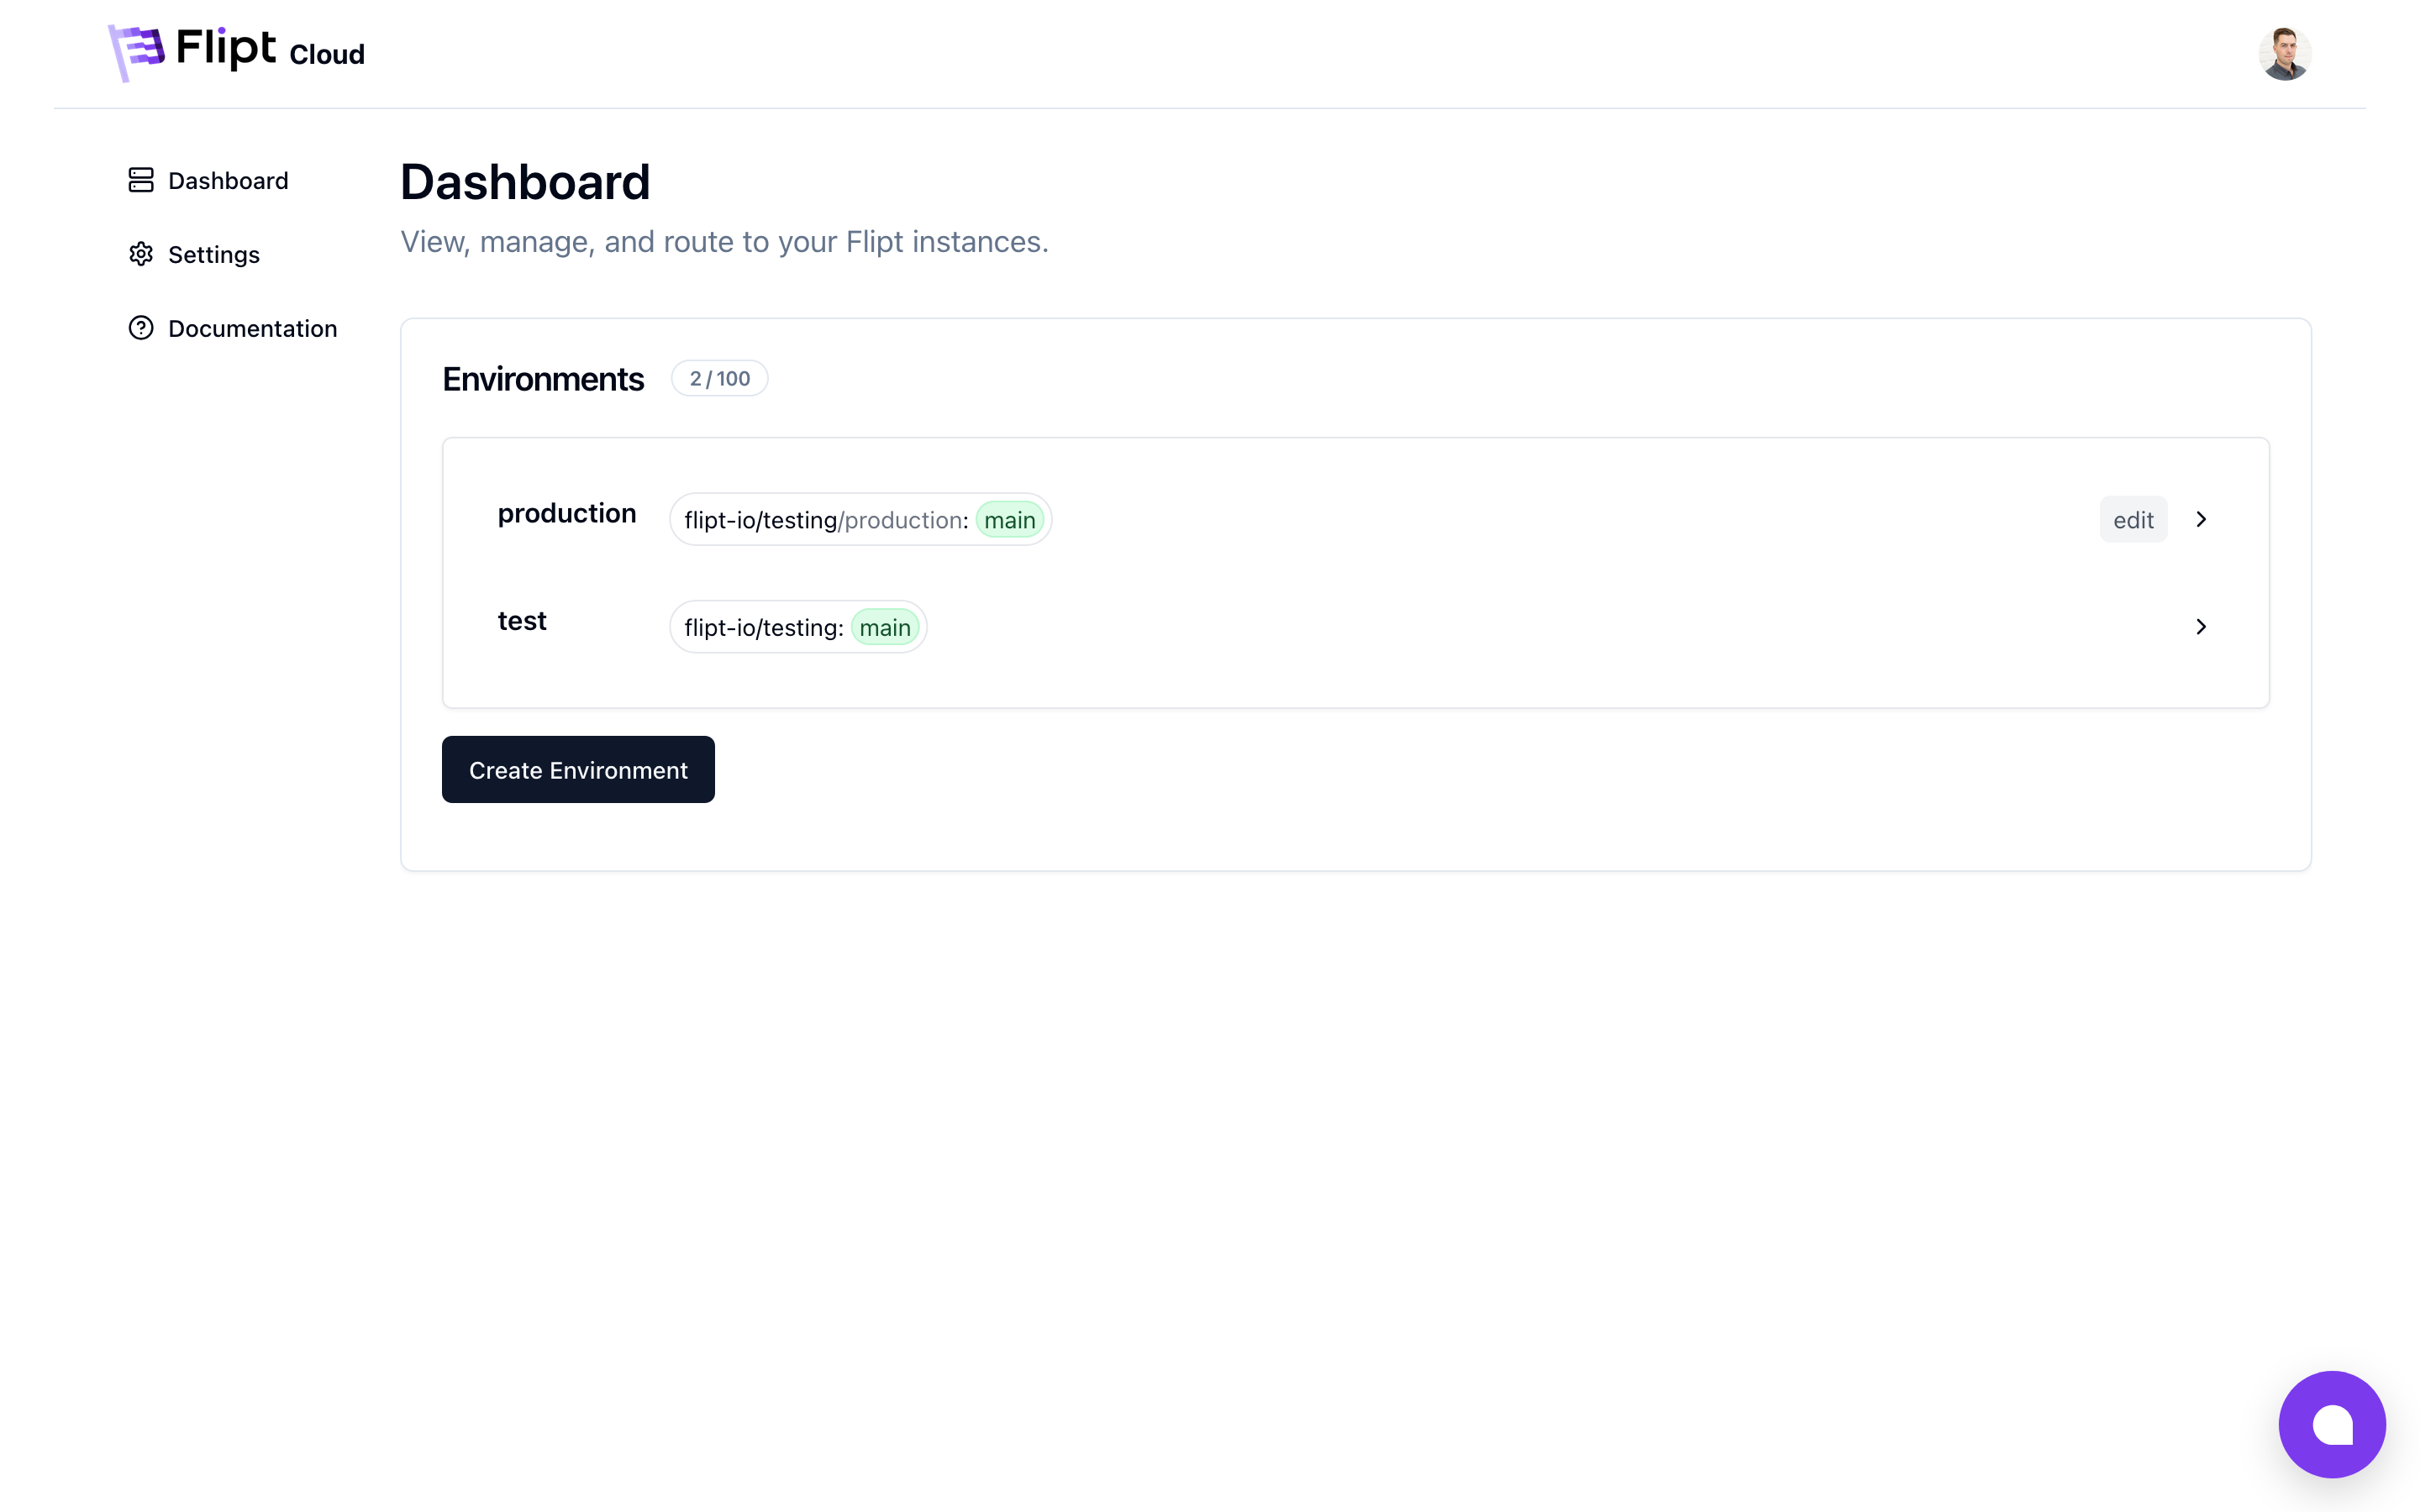 Flipt Cloud
Dashboard
Settings
Documentation
Dashboard
View, manage, and route to your Flipt instances.
Environments 2 / 100
production flipt-io/testing/production: main edit
test flipt-io/testing: main
Create Environment